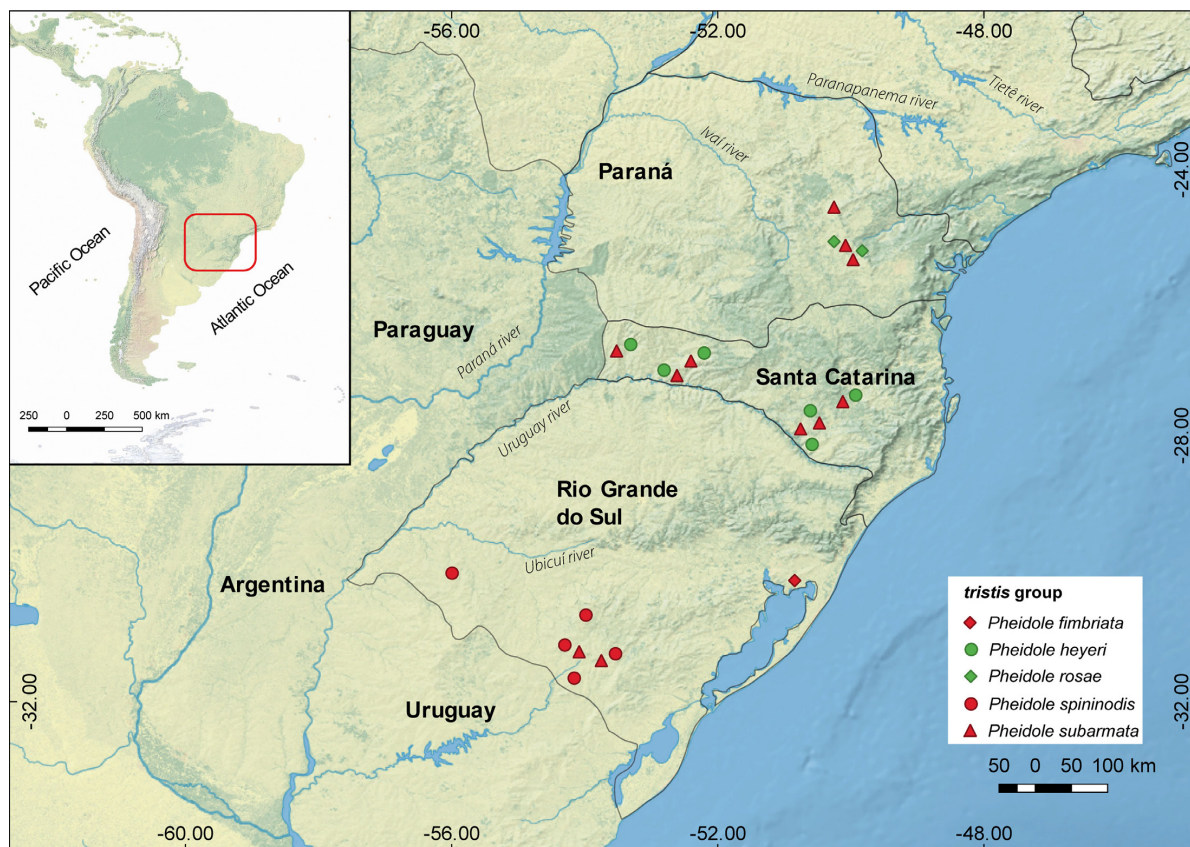 -56.00
-52.00
-48.00
Pacific Ocean
Atlantic Ocean
250 0 250 500 km
Paranapanema river
Tietê river
Ivaí river
Paraná
-24.00
Paraguay
Paraná river
Santa Catarina
Uruguay river
-28.00
Rio Grande
do Sul
Ubicuí river
Argentina
Uruguay
-32.00
-32.00
tristis group
Pheidole fimbriata
Pheidole heyeri
Pheidole rosae
Pheidole spininodis
Pheidole subarmata
50 0 50 100 km
-60.00
-56.00
-52.00
-48.00